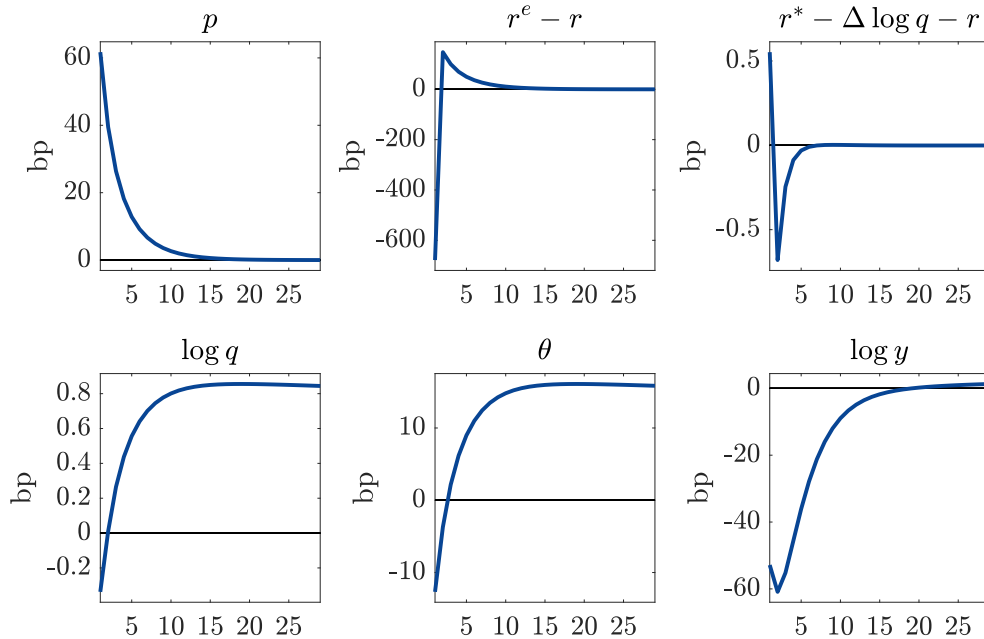 p
r^e − r
r* − Δ log q − r
bp
60
40
20
0
5 10 15 20 25
bp
0
-200
-400
-600
5 10 15 20 25
bp
0.5
0
-0.5
5 10 15 20 25
log q
θ
log y
bp
0.8
0.6
0.4
0.2
0
-0.2
5 10 15 20 25
bp
10
0
-10
5 10 15 20 25
bp
0
-20
-40
-60
5 10 15 20 25